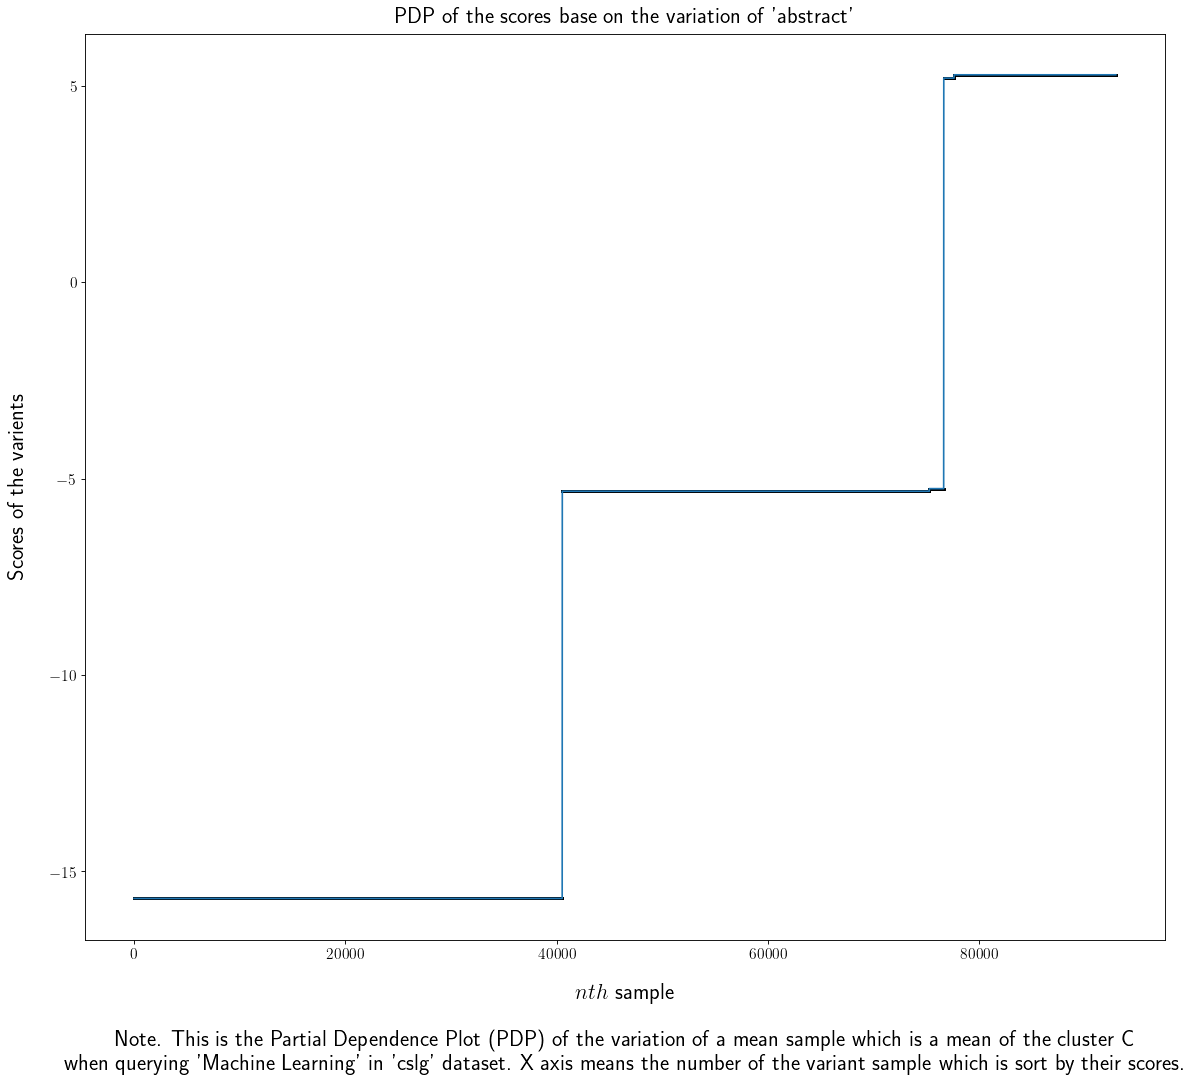 PDP of the scores base on the variation of 'abstract'
5
0
−5
−10
−15
Scores of the varients
0 20000 40000 60000 80000
nth sample
Note. This is the Partial Dependence Plot (PDP) of the variation of a mean sample which is a mean of the cluster C
when querying 'Machine Learning' in 'cslg' dataset. X axis means the number of the variant sample which is sort by their scores.